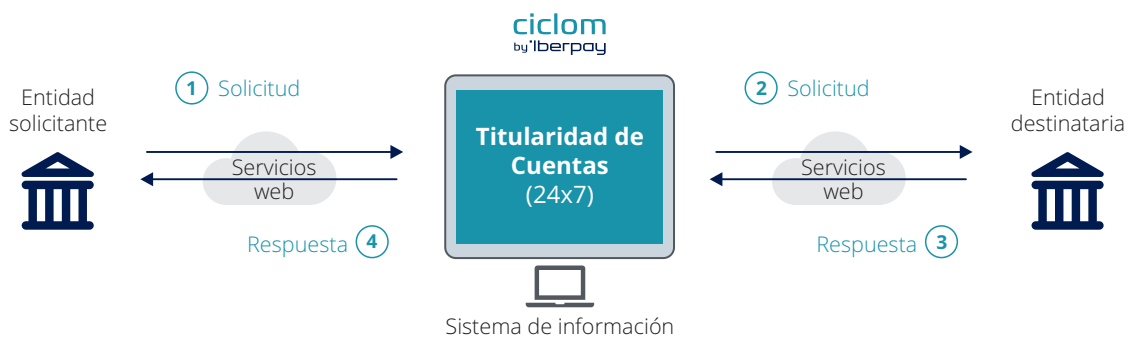 ciclom
by Iberpay
1 Solicitud
2 Solicitud
Entidad
solicitante
Entidad
destinataria
Servicios
web
Titularidad de
Cuentas
(24x7)
Servicios
web
Respuesta 4
Respuesta 3
Sistema de información